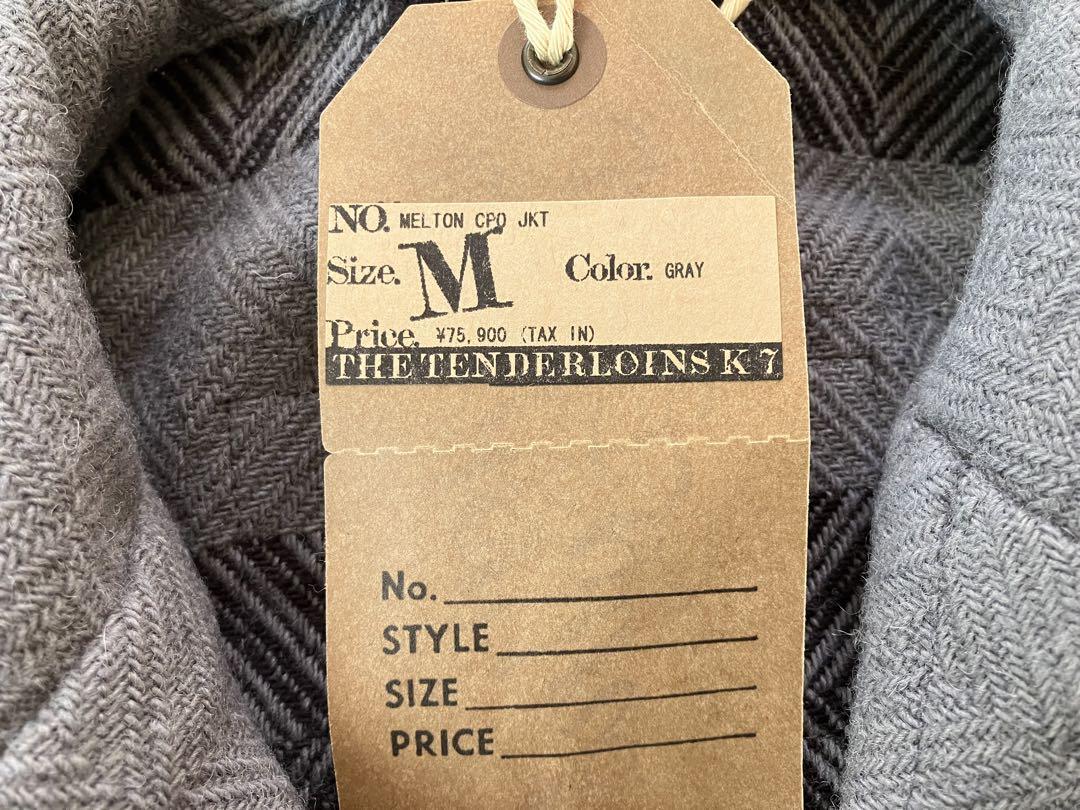 NO. MELTON CPO JKT
Size. M Color. GRAY
Price. ¥75,900 (TAX IN)
THE TENDERLOINS K 7
No.
STYLE
SIZE
PRICE